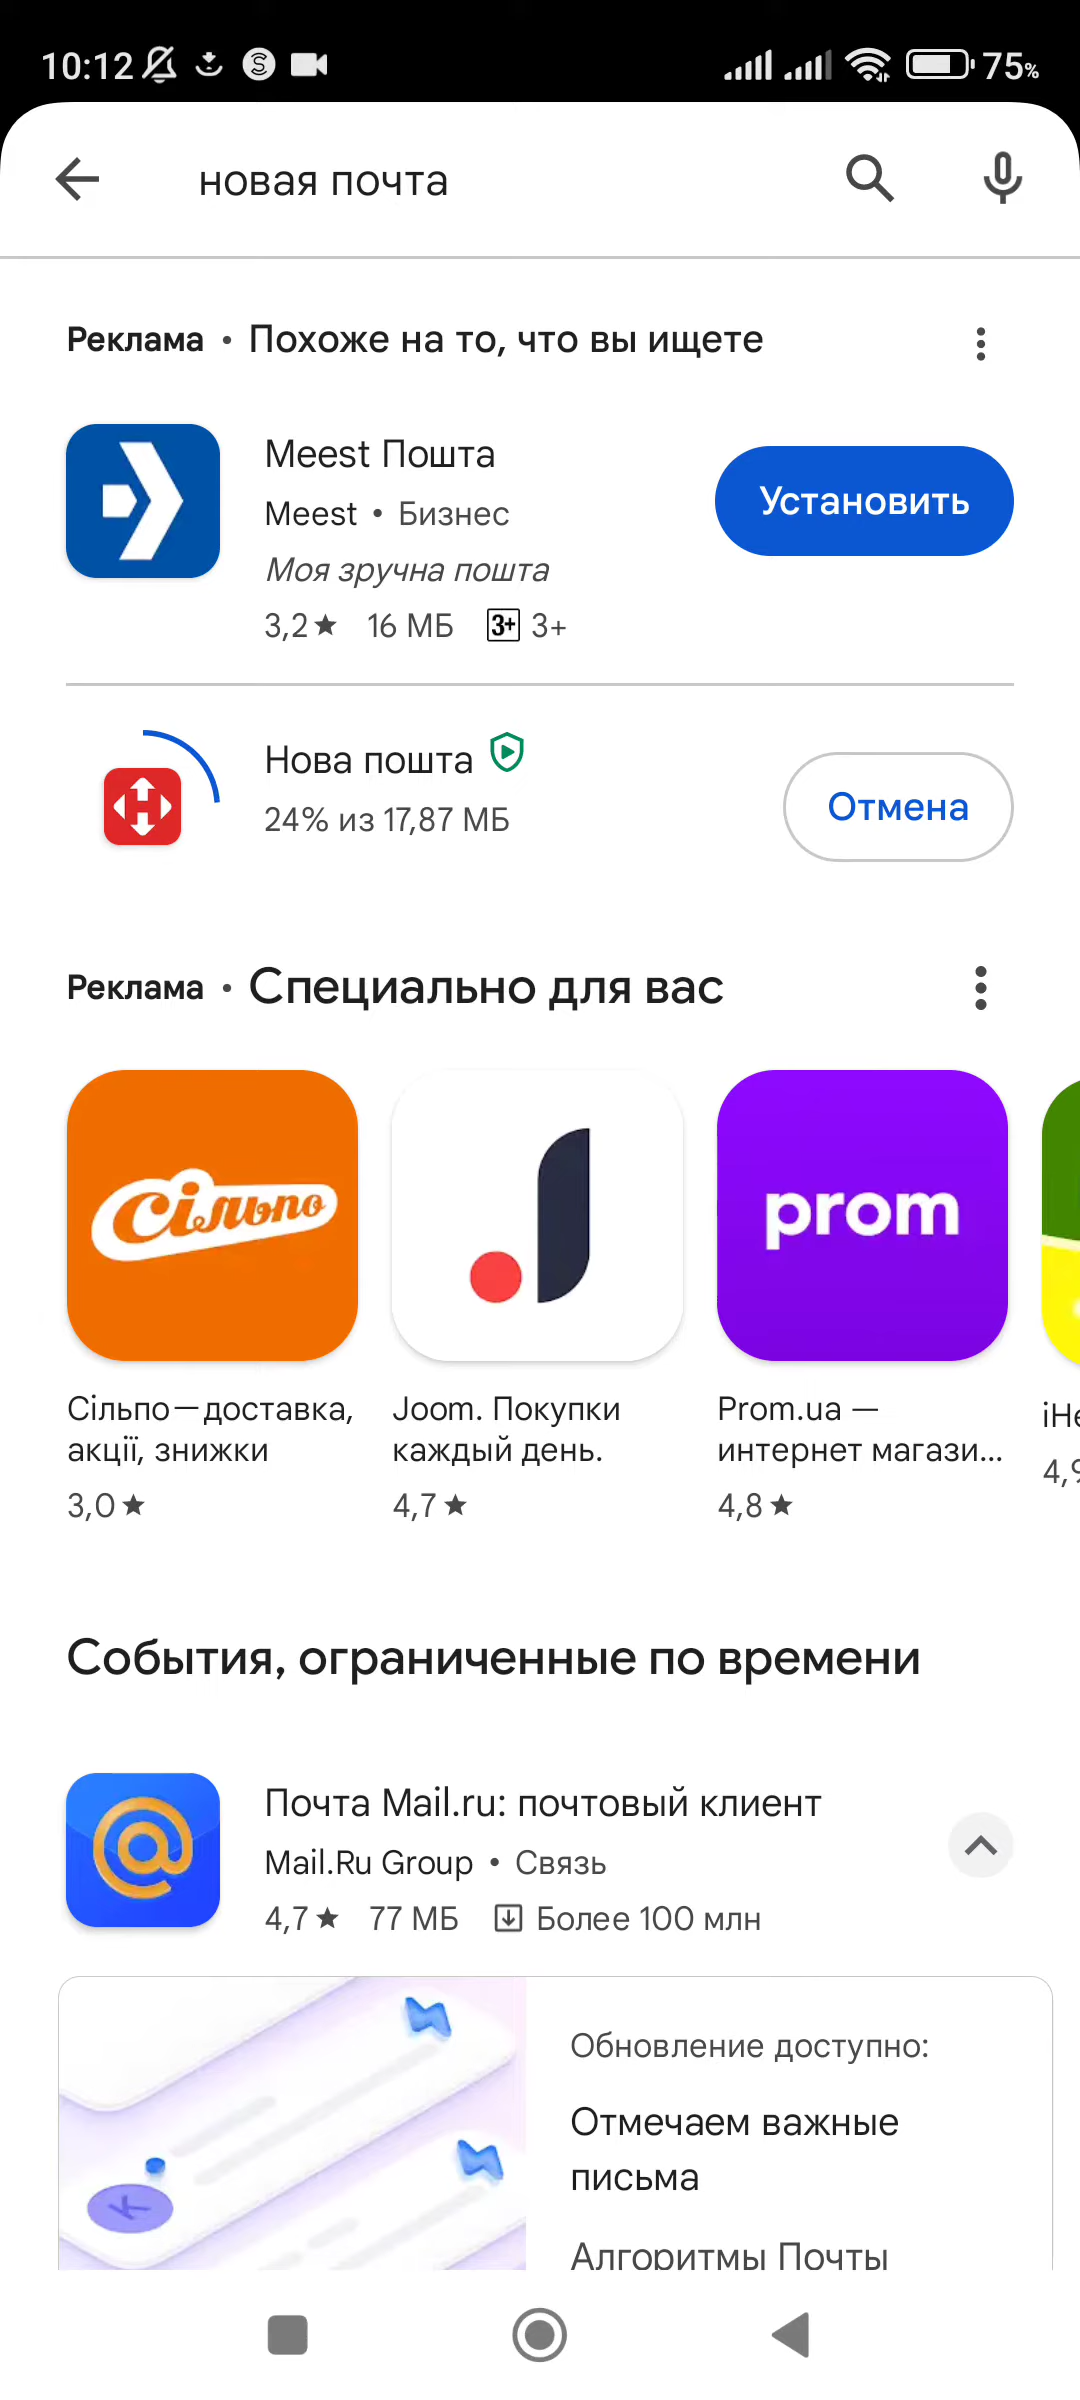 10:12
75%
новая почта
Реклама • Похоже на то, что вы ищете
Meest Пошта
Meest • Бизнес
Моя зручна пошта
3,2★ 16 МБ 3+ 3+
Установить
Нова пошта
24% из 17,87 МБ
Отмена
Реклама • Специально для вас
Сільпо
prom
Сільпо—доставка,
акції, знижки
3,0★
Joom. Покупки
каждый день.
4,7★
Prom.ua —
интернет магази...
4,8★
iHe
4,9
События, ограниченные по времени
Почта Mail.ru: почтовый клиент
Mail.Ru Group • Связь
4,7★ 77 МБ Более 100 млн
K
Обновление доступно:
Отмечаем важные
письма
Алгоритмы Почты